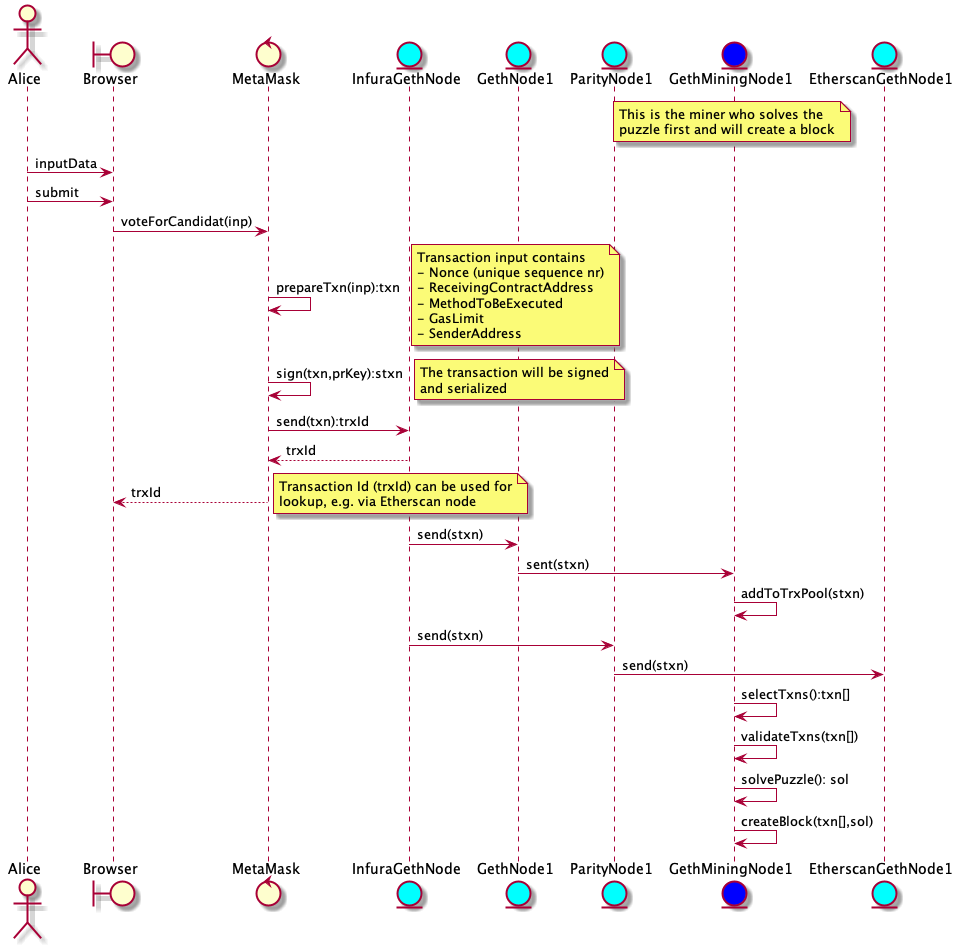 Alice
Browser
MetaMask
InfuraGethNode
GethNode1
ParityNode1
GethMiningNode1
EtherscanGethNode1
This is the miner who solves the
puzzle first and will create a block
inputData
submit
voteForCandidat(inp)
Transaction input contains
- Nonce (unique sequence nr)
- ReceivingContractAddress
- MethodToBeExecuted
- GasLimit
- SenderAddress
prepareTxn(inp):txn
sign(txn,prKey):stxn
The transaction will be signed
and serialized
send(txn):trxId
trxId
trxId
Transaction Id (trxId) can be used for
lookup, e.g. via Etherscan node
send(stxn)
sent(stxn)
addToTrxPool(stxn)
send(stxn)
send(stxn)
selectTxns():txn[]
validateTxns(txn[])
solvePuzzle(): sol
createBlock(txn[],sol)
Alice
Browser
MetaMask
InfuraGethNode
GethNode1
ParityNode1
GethMiningNode1
EtherscanGethNode1